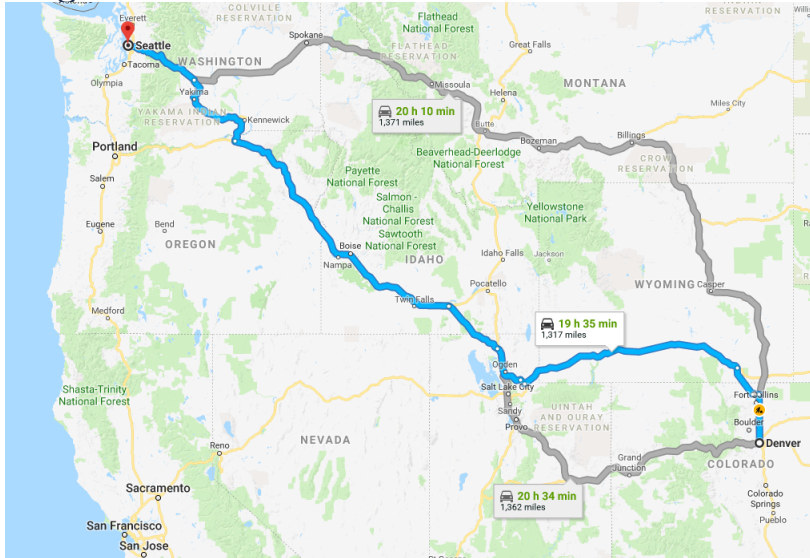 Everett
Seattle
Tacoma
Olympia
WASHINGTON
COLVILLE
RESERVATION
Spokane
Flathead
National Forest
FLATHEAD
RESERVATION
Great Falls
Missoula
Helena
MONTANA
Miles City
Yakima
YAKAMA INDIAN
RESERVATION
Kennewick
20 h 10 min
1,371 miles
Butte
Bozeman
Billings
CROW
RESERVATION
Portland
Salem
Beaverhead-Deerlodge
National Forest
Payette
National Forest
Salmon -
Challis
National Forest
Sawtooth
National Forest
Yellowstone
National Park
Eugene
Bend
OREGON
Boise
Nampa
IDAHO
Idaho Falls
Jackson
WYOMING
Casper
Medford
Pocatello
Twin Falls
19 h 35 min
1,317 miles
Shasta-Trinity
National Forest
Ogden
Salt Lake City
Sandy
Provo
UINTAH
AND OURAY
RESERVATION
Fort Collins
Boulder
Denver
COLORADO
Reno
NEVADA
Grand
Junction
20 h 34 min
1,362 miles
Colorado
Springs
Pueblo
Sacramento
San Francisco
San Jose